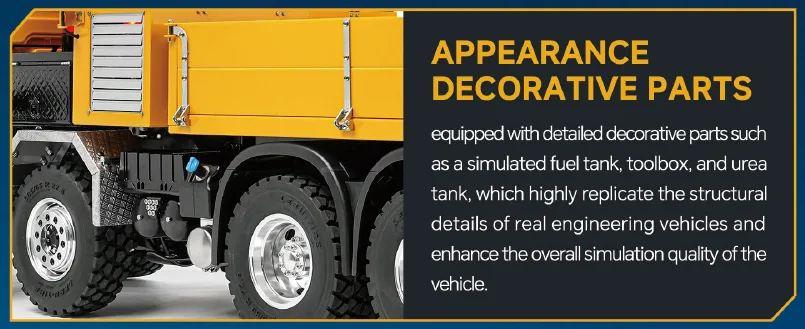 APPEARANCE
DECORATIVE PARTS
equipped with detailed decorative parts such
as a simulated fuel tank, toolbox, and urea
tank, which highly replicate the structural
details of real engineering vehicles and
enhance the overall simulation quality of the
vehicle.